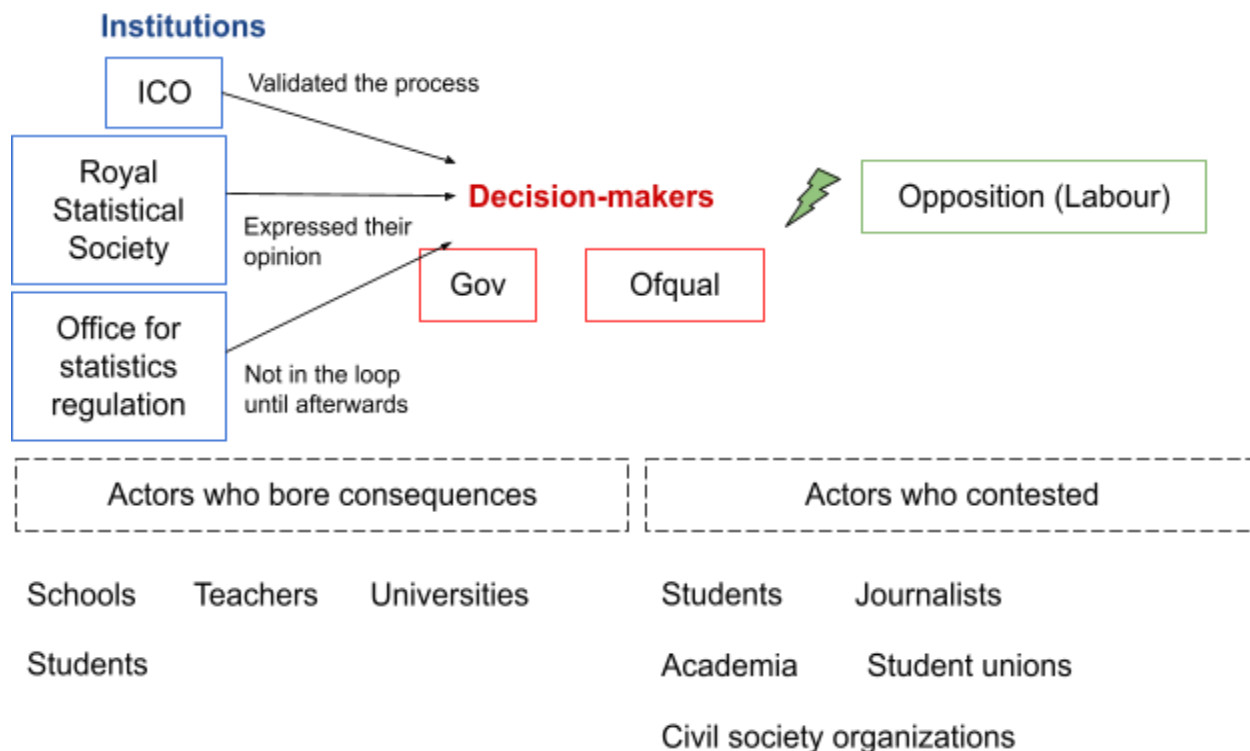 Institutions
ICO
Validated the process
Royal
Statistical
Society
Expressed their
opinion
Office for
statistics
regulation
Not in the loop
until afterwards
Decision-makers
Gov
Ofqual
Opposition (Labour)
Actors who bore consequences
Schools
Teachers
Universities
Students
Actors who contested
Students
Journalists
Academia
Student unions
Civil society organizations